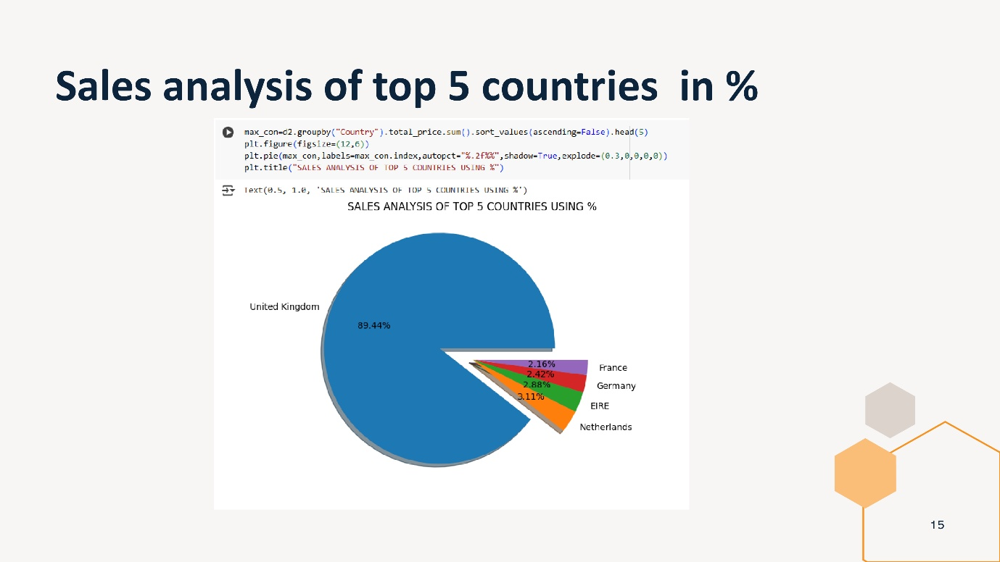 Sales analysis of top 5 countries  in %
max_con=d2.groupby("Country").total_price.sum().sort_values(ascending=False).head(5)
plt.figure(figsize=(12,6))
plt.pie(max_con,labels=max_con.index,autopct="%.2f%%",shadow=True,explode=(0.3,0,0,0,0))
plt.title("SALES ANALYSIS OF TOP 5 COUNTRIES USING %")
Text(0.5, 1.0, 'SALES ANALYSIS OF TOP 5 COUNTRIES USING %')
SALES ANALYSIS OF TOP 5 COUNTRIES USING %
United Kingdom
89.44%
2.16%
France
2.42%
Germany
2.88%
EIRE
3.11%
Netherlands
15